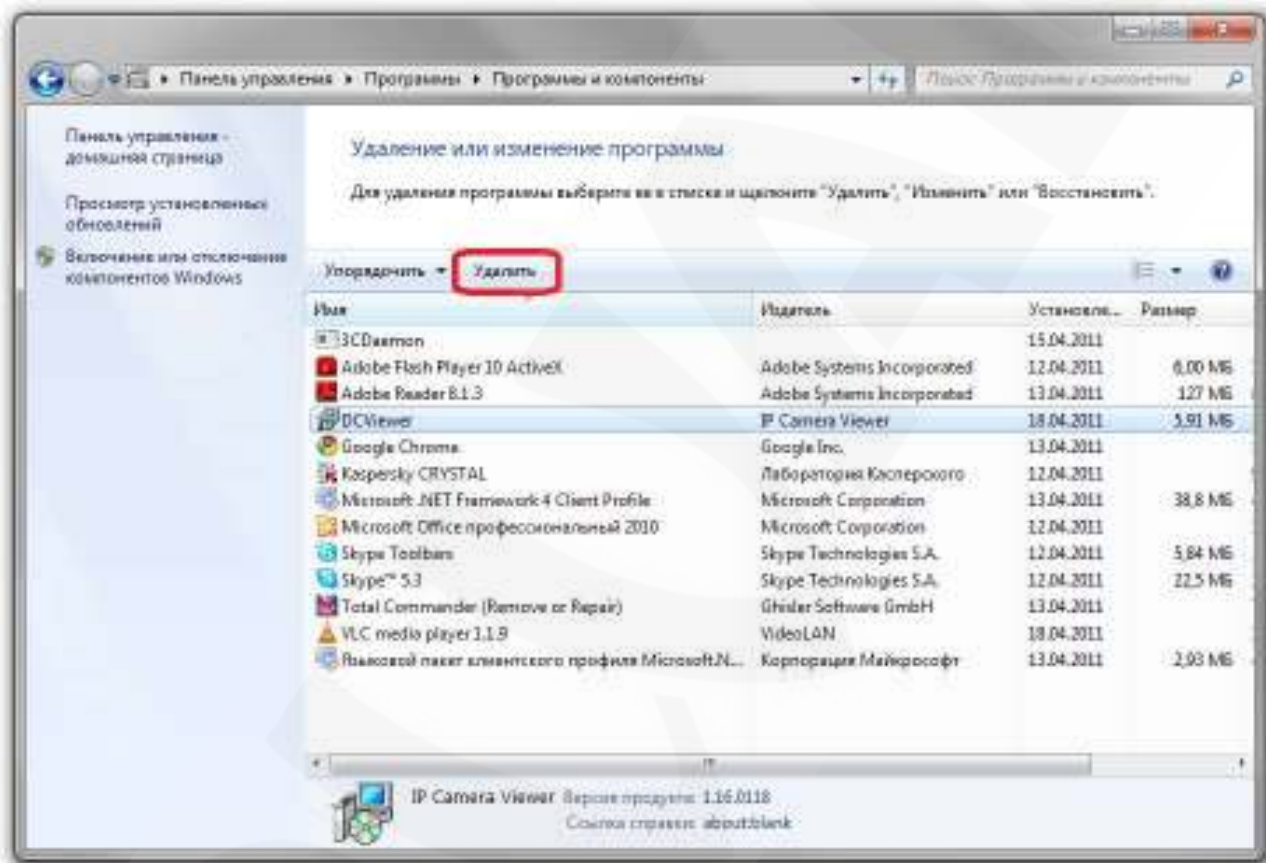 Панель управления ▸ Программы ▸ Программы и компоненты
Поиск: Программы и компоненты
Панель управления - домашняя страница
Просмотр установленных обновлений
Включение или отключение компонентов Windows
Удаление или изменение программы
Для удаления программы выберите ее в списке и щелкните "Удалить", "Изменить" или "Восстановить".
Упорядочить Удалить
Имя Издатель Установле... Размер
3CDaemon 15.04.2011
Adobe Flash Player 10 ActiveX Adobe Systems Incorporated 12.04.2011 6,00 МБ
Adobe Reader 8.1.3 Adobe Systems Incorporated 13.04.2011 127 МБ
DCViewer IP Camera Viewer 18.04.2011 5,91 МБ
Google Chrome Google Inc. 13.04.2011
Kaspersky CRYSTAL Лаборатория Касперского 12.04.2011
Microsoft .NET Framework 4 Client Profile Microsoft Corporation 13.04.2011 38,8 МБ
Microsoft Office профессиональный 2010 Microsoft Corporation 12.04.2011
Skype Toolbars Skype Technologies S.A. 12.04.2011 5,84 МБ
Skype™ 5.3 Skype Technologies S.A. 12.04.2011 22,5 МБ
Total Commander (Remove or Repair) Ghisler Software GmbH 13.04.2011
VLC media player 1.1.9 VideoLAN 18.04.2011
Языковой пакет клиентского профиля Microsoft.N... Корпорация Майкрософт 13.04.2011 2,93 МБ
IP Camera Viewer Версия продукта: 1.16.0118
Ссылка справки: about:blank